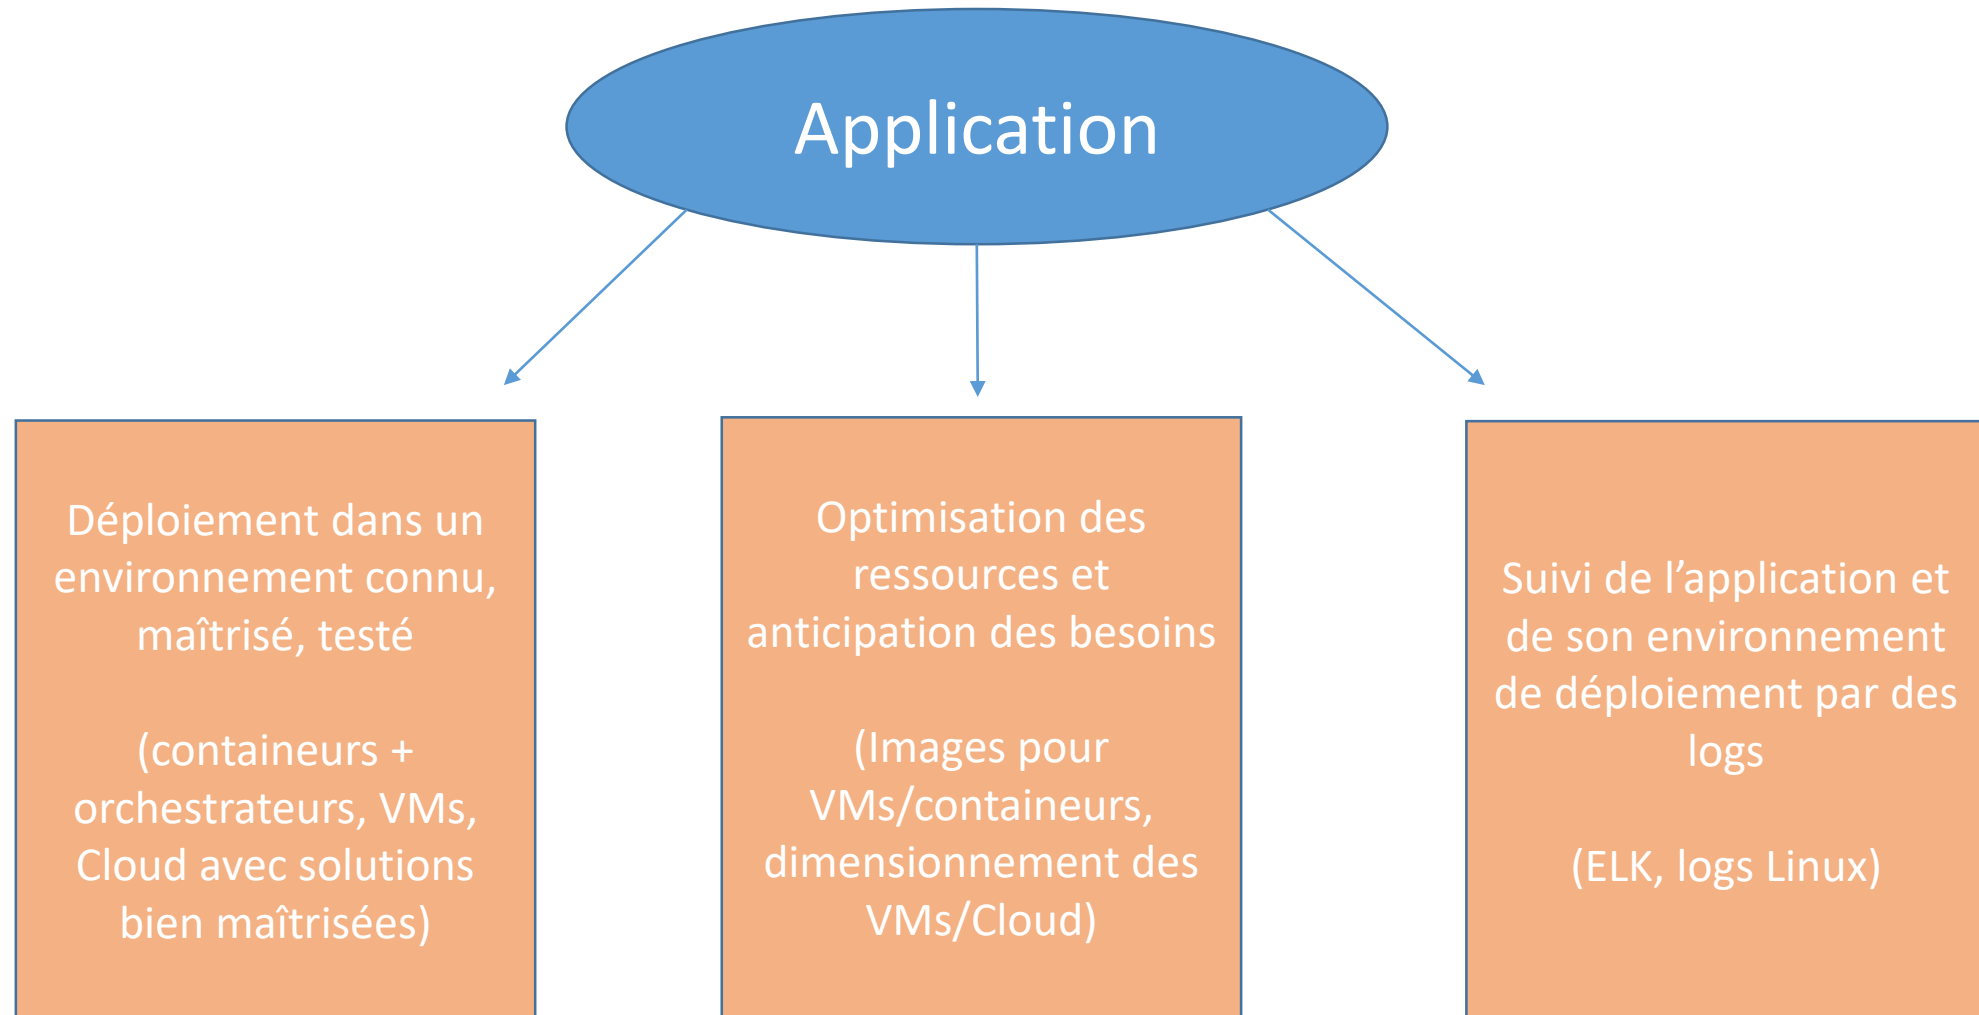 Application
Déploiement dans un
environnement connu,
maîtrisé, testé
(containeurs +
orchestrateurs, VMs,
Cloud avec solutions
bien maîtrisées)
Optimisation des
ressources et
anticipation des besoins
(Images pour
VMs/containeurs,
dimensionnement des
VMs/Cloud)
Suivi de l’application et
de son environnement
de déploiement par des
logs
(ELK, logs Linux)